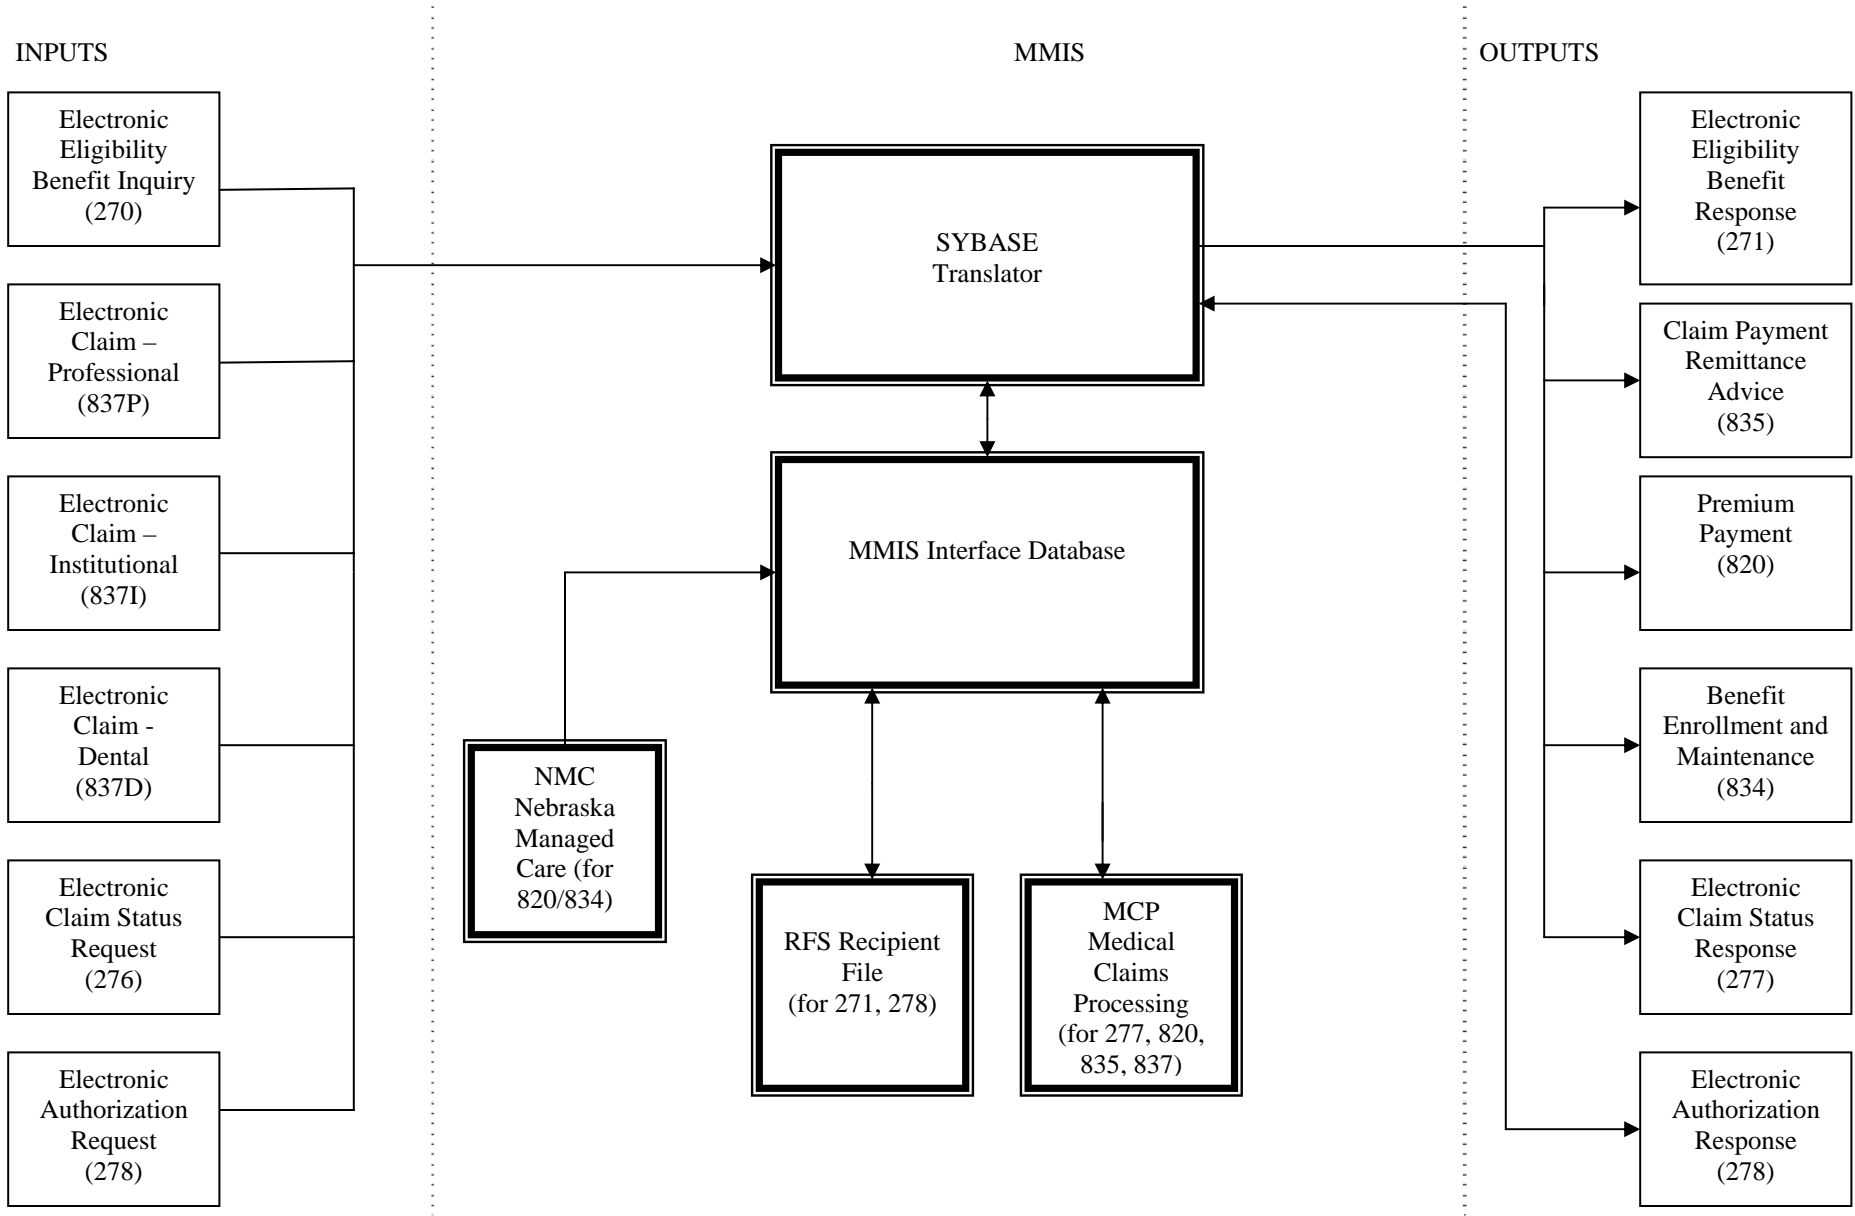 INPUTS
MMIS
OUTPUTS
Electronic
Eligibility
Benefit Inquiry
(270)
Electronic
Claim –
Professional
(837P)
Electronic
Claim –
Institutional
(837I)
Electronic
Claim -
Dental
(837D)
Electronic
Claim Status
Request
(276)
Electronic
Authorization
Request
(278)
SYBASE
Translator
MMIS Interface Database
NMC
Nebraska
Managed
Care (for
820/834)
RFS Recipient
File
(for 271, 278)
MCP
Medical
Claims
Processing
(for 277, 820,
835, 837)
Electronic
Eligibility
Benefit
Response
(271)
Claim Payment
Remittance
Advice
(835)
Premium
Payment
(820)
Benefit
Enrollment and
Maintenance
(834)
Electronic
Claim Status
Response
(277)
Electronic
Authorization
Response
(278)